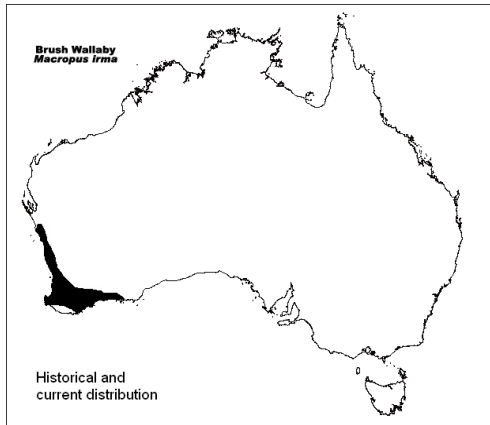 Brush Wallaby
Macropus irma
Historical and
current distribution